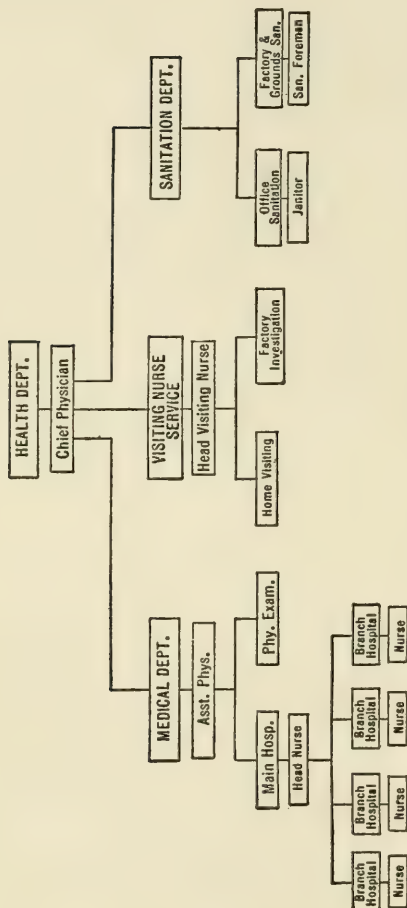 HEALTH DEPT.
Chief Physician
MEDICAL DEPT.
Asst. Phys.
Main Hosp.
Head Nurse
Branch
Hospital
Nurse
Branch
Hospital
Nurse
Branch
Hospital
Nurse
Branch
Hospital
Nurse
Phy. Exam.
VISITING NURSE
SERVICE
Head Visiting Nurse
Home Visiting
Factory
Investigation
SANITATION DEPT.
Office
Sanitation
Janitor
Factory &
Grounds San.
San. Foreman